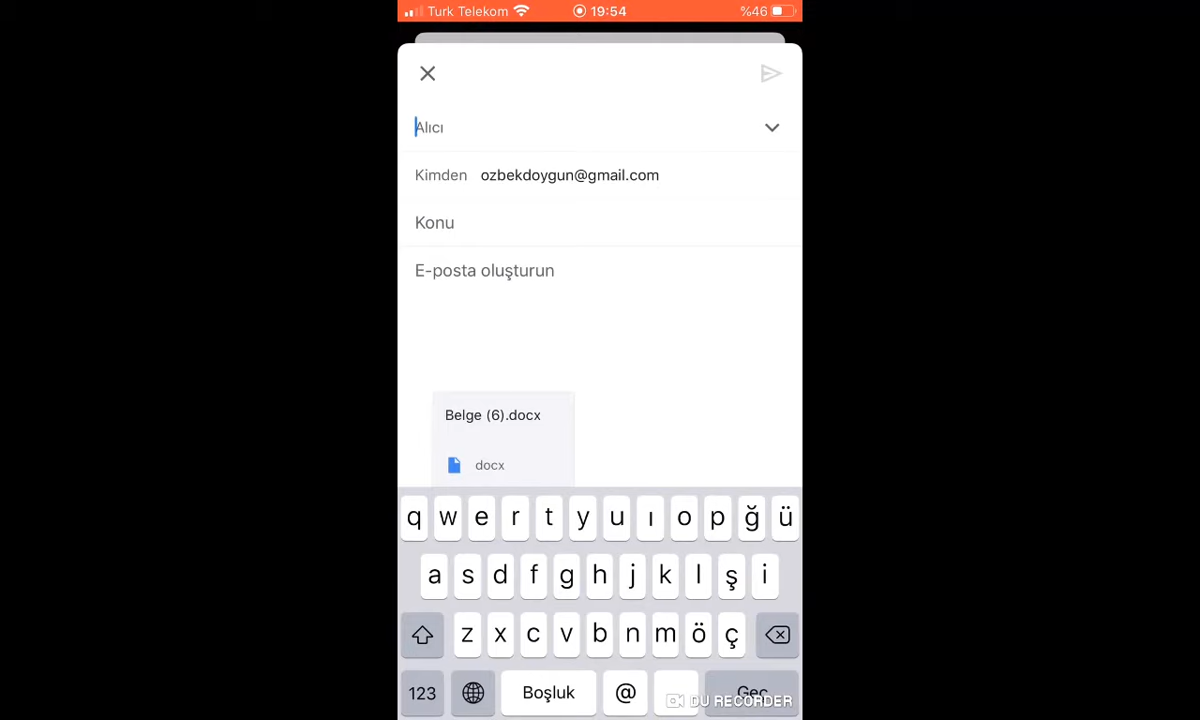 Turk Telekom 19:54 %46
Alıcı
Kimden ozbekdoygun@gmail.com
Konu
E-posta oluşturun
Belge (6).docx
docx
q w e r t y u ı o p ğ ü
a s d f g h j k l ş i
z x c v b n m ö ç
123 Boşluk @ Geç
DU RECORDER